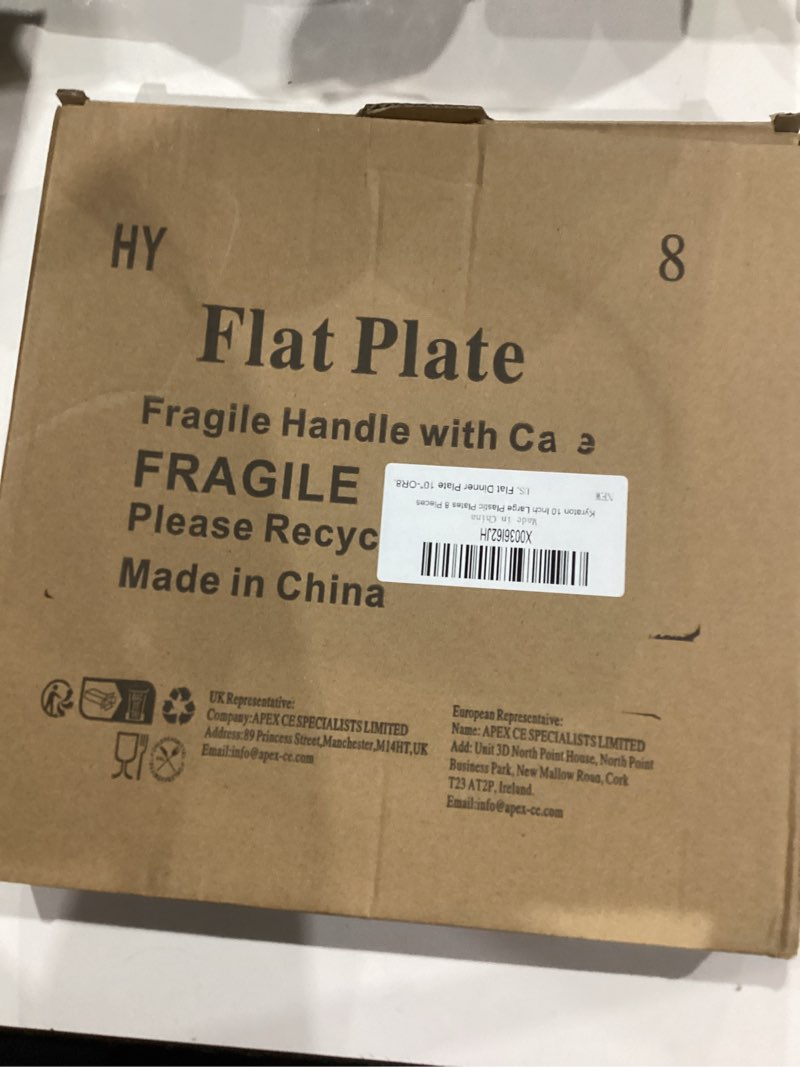 HY
8
Flat Plate
Fragile Handle with Ca e
FRAGILE
Please Recyc
Made in China
X0036I62JH
Made in China
Kyraton 10 Inch Large Plastic Plates 8 Pieces
NEW
US. Flat Dinner Plate 10"-OR8.
UK Representative:
Company:APEX CE SPECIALISTS LIMITED
Address:89 Princess Street,Manchester,M14HT,UK
Email:info@apex-ce.com
European Representaive:
Name: APEX CE SPECIALISTS LIMITED
Add: Unit 3D North Point House, North Point
Business Park, New Mallow Road, Cork
T23 AT2P, Ireland.
Email:info@apex-ce.com